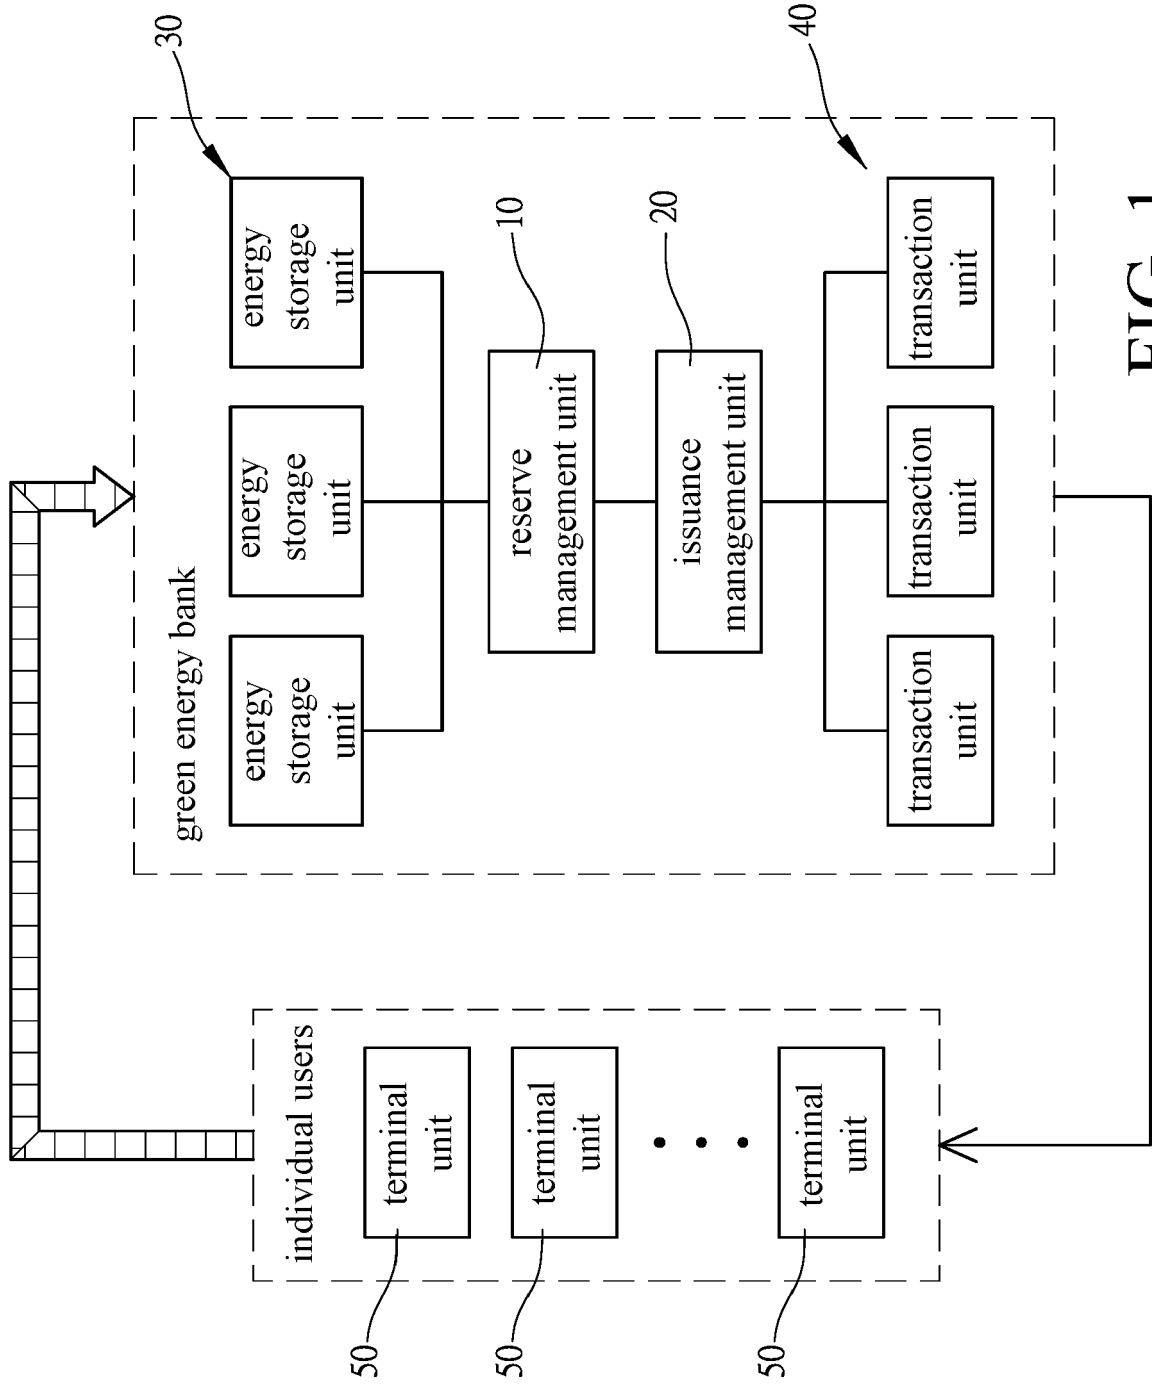 30
green energy bank
energy
storage
unit
energy
storage
unit
energy
storage
unit
individual users
50
terminal
unit
50
terminal
unit
50
terminal
unit
10
reserve
management unit
20
issuance
management unit
40
transaction
unit
transaction
unit
transaction
unit
FIG. 1